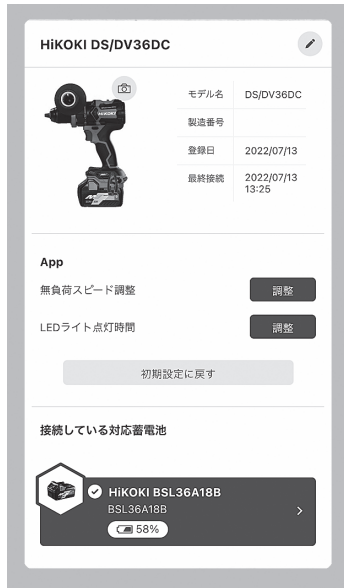 HiKOKI DS/DV36DC
モデル名 DS/DV36DC
製造番号
登録日 2022/07/13
最終接続 2022/07/13
13:25
HiKOKI
App
無負荷スピード調整 調整
LEDライト点灯時間 調整
初期設定に戻す
接続している対応蓄電池
HiKOKI BSL36A18B
BSL36A18B
58%